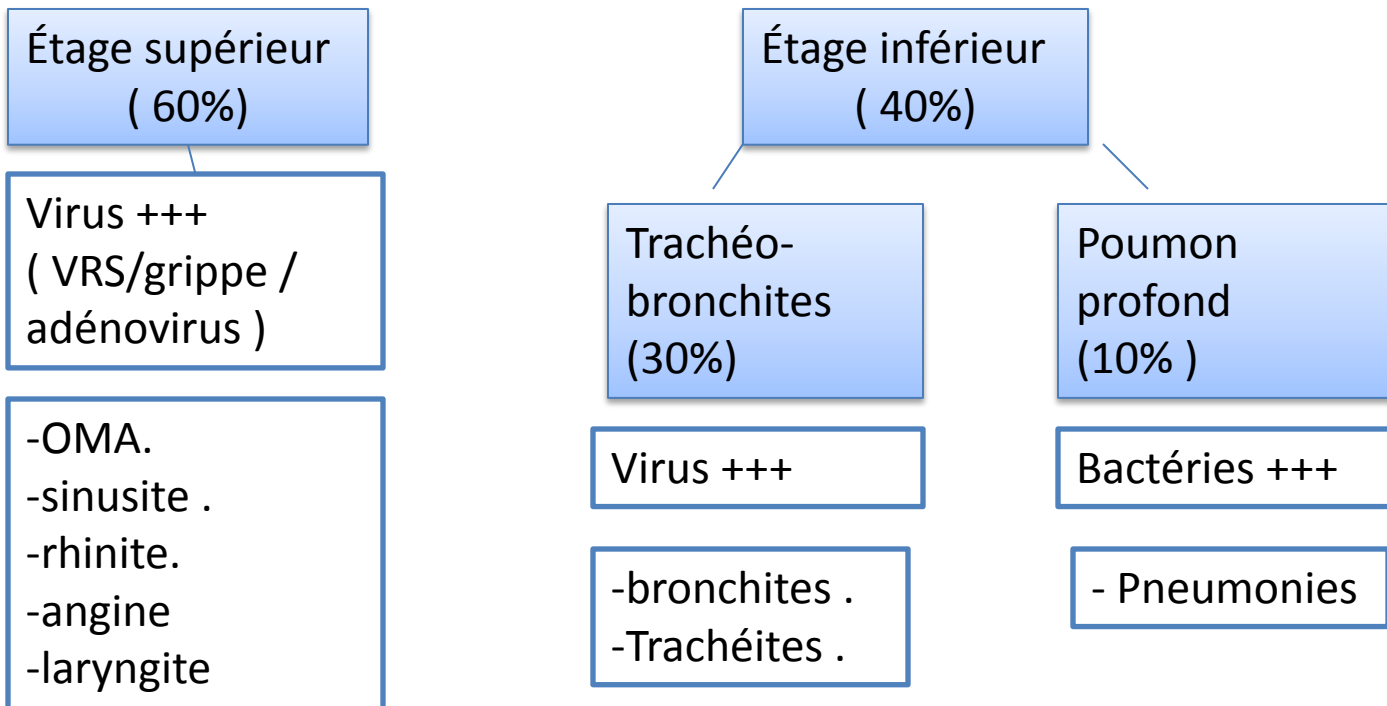 Étage supérieur
( 60%)
Virus +++
( VRS/grippe /
adénovirus )
-OMA.
-sinusite .
-rhinite.
-angine
-laryngite
Étage inférieur
( 40%)
Trachéo-
bronchites
(30%)
Virus +++
-bronchites .
-Trachéites .
Poumon
profond
(10% )
Bactéries +++
- Pneumonies